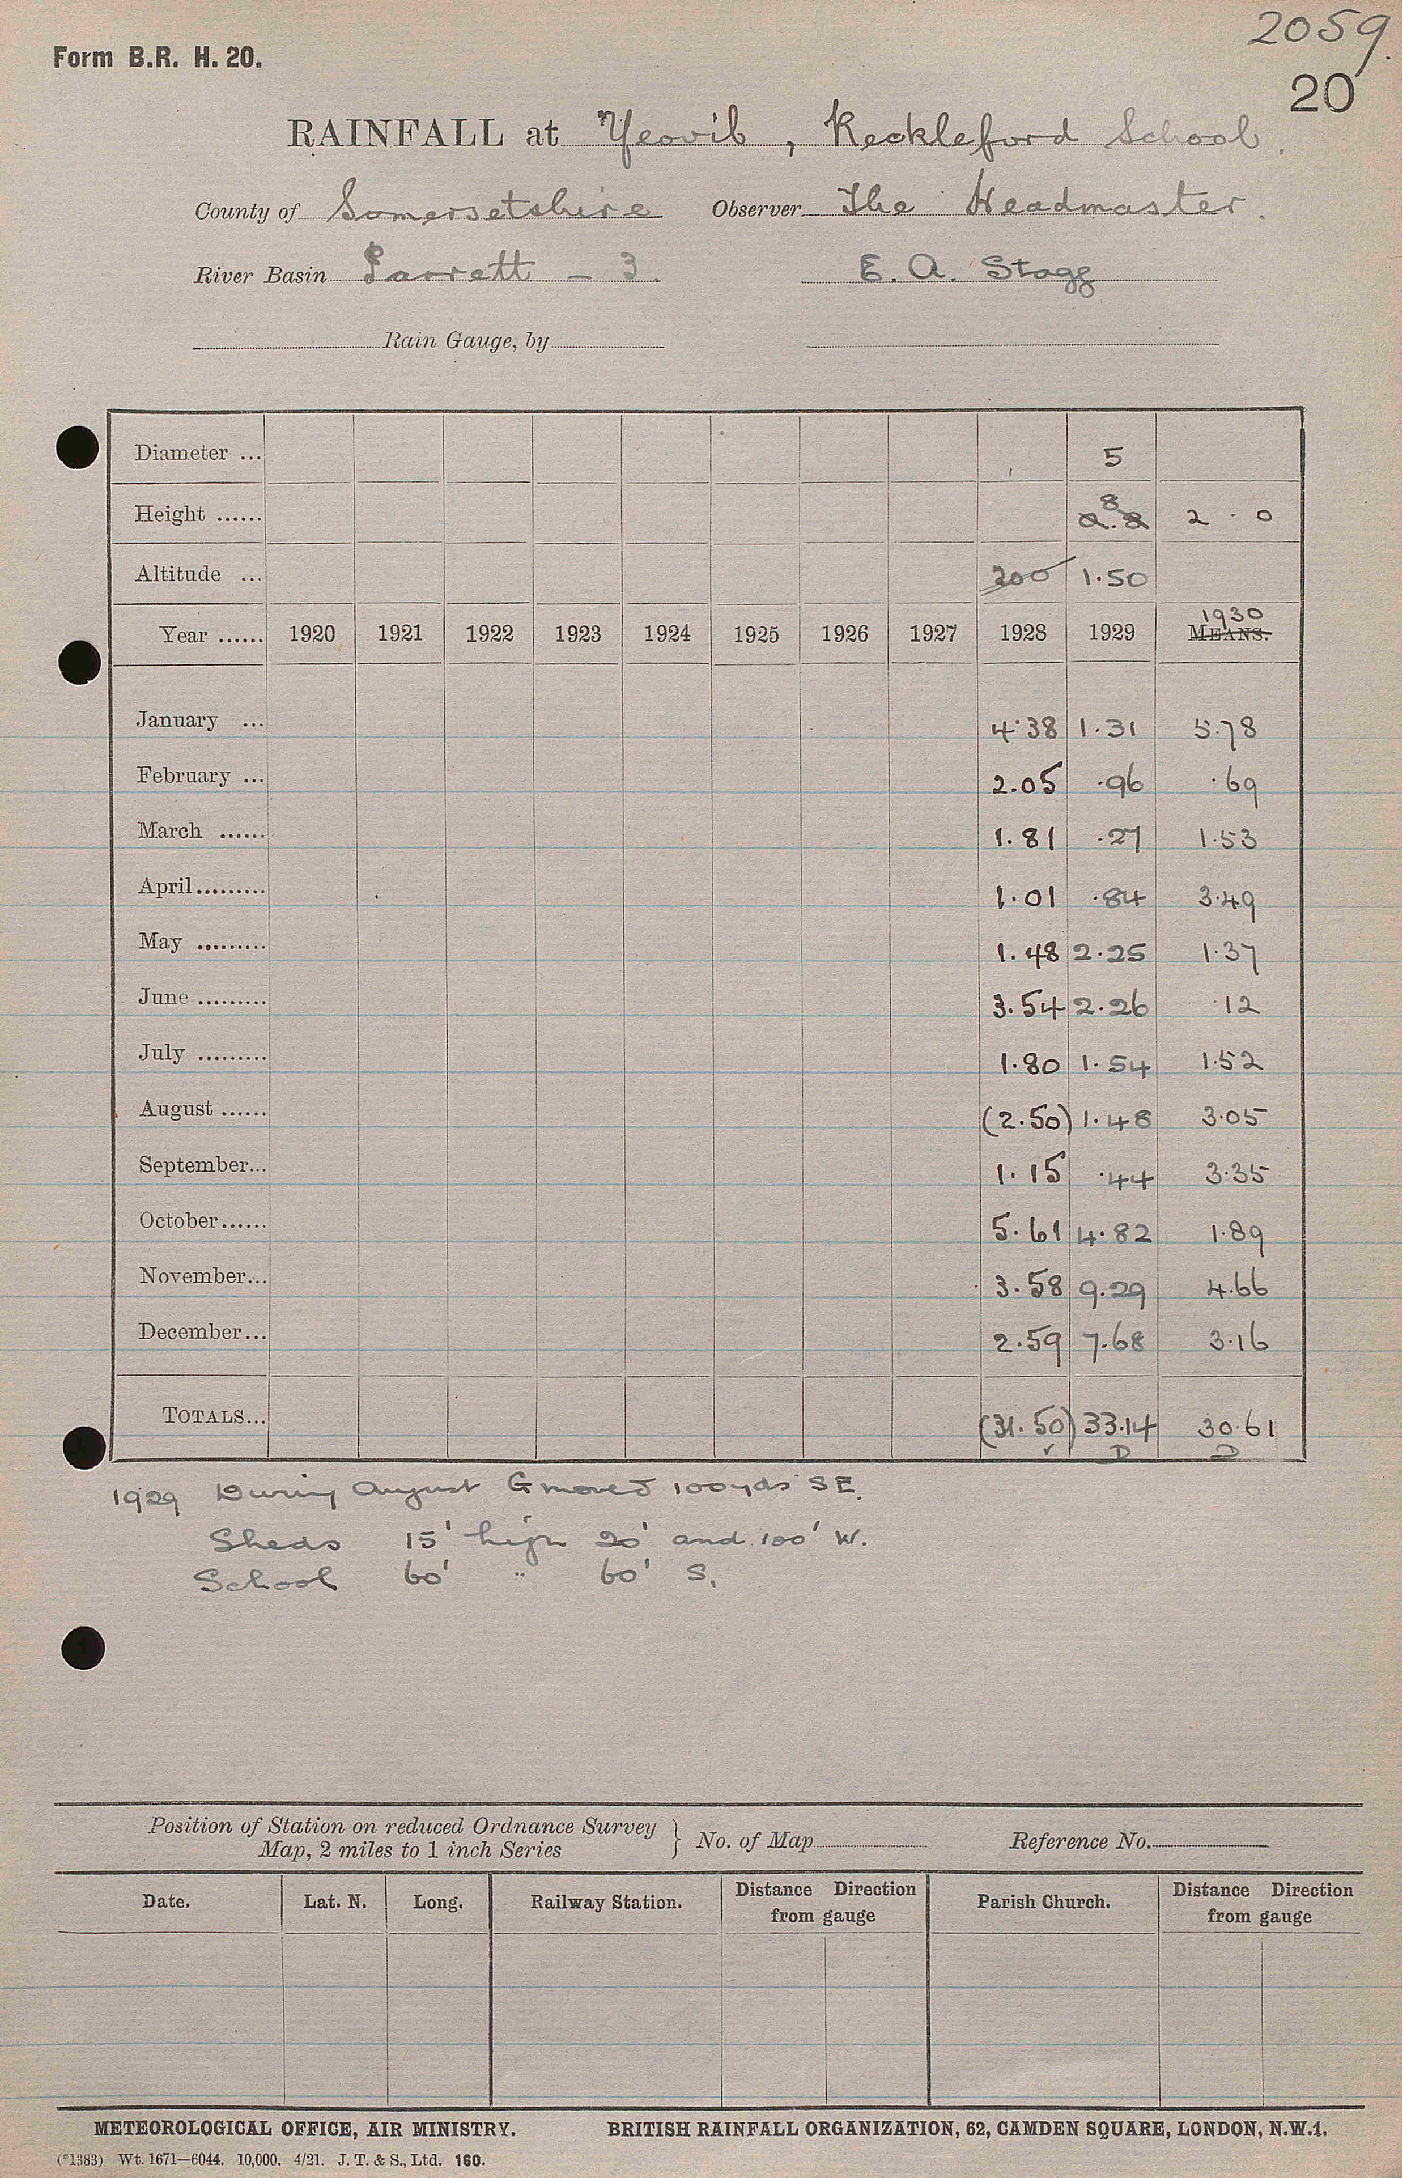 2059.
Form B.R. H. 20.
20
RAINFALL at Yeovil, Reckleford School.
County of Somersetshire Observer The Headmaster.
River Basin Parrett - 3. E. A. Stagg
Rain Gauge, by
Diameter ... 5
Height ...... 8 2 · 0
Altitude ... 200 1.50
1930
Year ...... 1920 1921 1922 1923 1924 1925 1926 1927 1928 1929 MEANS.
January ... 4.38 1.31 5.78
February ... 2.05 .96 .69
March ...... 1.81 .27 1.53
April......... 1.01 .84 3.49
May ......... 1.48 2.25 1.37
June ......... 3.54 2.26 .12
July ......... 1.80 1.54 1.52
August ...... (2.50) 1.48 3.05
September... 1.15 .44 3.35
October...... 5.61 4.82 1.89
November... 3.58 9.29 4.66
December... 2.59 7.68 3.16
TOTALS... (31.50) 33.14 30.61
D D
1929 During August G moved 100 yds SE.
Sheds 15' high 20' and 100' W.
School 60' " 60' S.
Position of Station on reduced Ordnance Survey
Map, 2 miles to 1 inch Series } No. of Map Reference No.
Date. Lat. N. Long. Railway Station. Distance Direction from gauge Parish Church. Distance Direction from gauge
METEOROLOGICAL OFFICE, AIR MINISTRY. BRITISH RAINFALL ORGANIZATION, 62, CAMDEN SQUARE, LONDON, N.W.1.
(*1383) Wt. 1671—6044. 10,000. 4/21. J. T. & S., Ltd. 160.